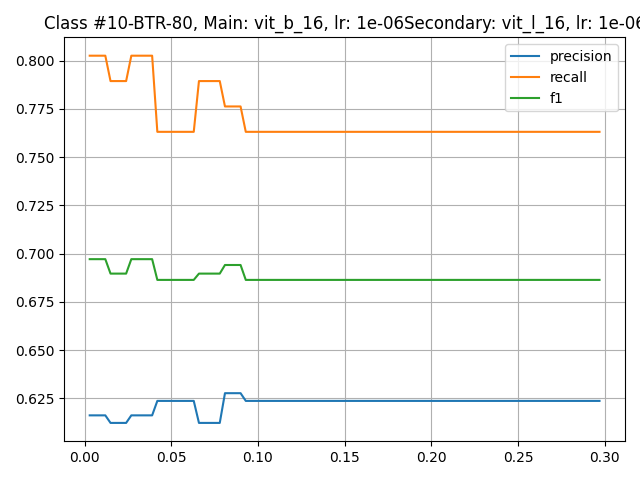 Class #10-BTR-80, Main: vit_b_16, lr: 1e-06Secondary: vit_l_16, lr: 1e-06
precision
recall
f1
0.800
0.775
0.750
0.725
0.700
0.675
0.650
0.625
0.00 0.05 0.10 0.15 0.20 0.25 0.30